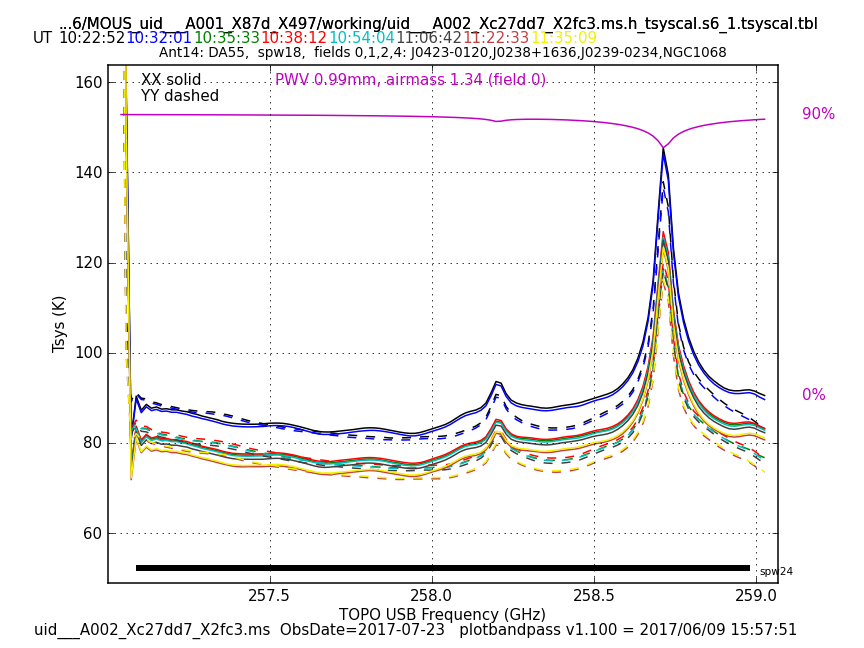 ...6/MOUS_uid___A001_X87d_X497/working/uid___A002_Xc27dd7_X2fc3.ms.h_tsyscal.s6_1.tsyscal.tbl
UT 10:22:52 10:32:01 10:35:33 10:38:12 10:54:04 11:06:42 11:22:33 11:35:09
Ant14: DA55, spw18, fields 0,1,2,4: J0423-0120,J0238+1636,J0239-0234,NGC1068
XX solid
YY dashed
PWV 0.99mm, airmass 1.34 (field 0)
90%
0%
160
140
120
100
80
60
Tsys (K)
spw24
257.5 258.0 258.5 259.0
TOPO USB Frequency (GHz)
uid___A002_Xc27dd7_X2fc3.ms ObsDate=2017-07-23 plotbandpass v1.100 = 2017/06/09 15:57:51